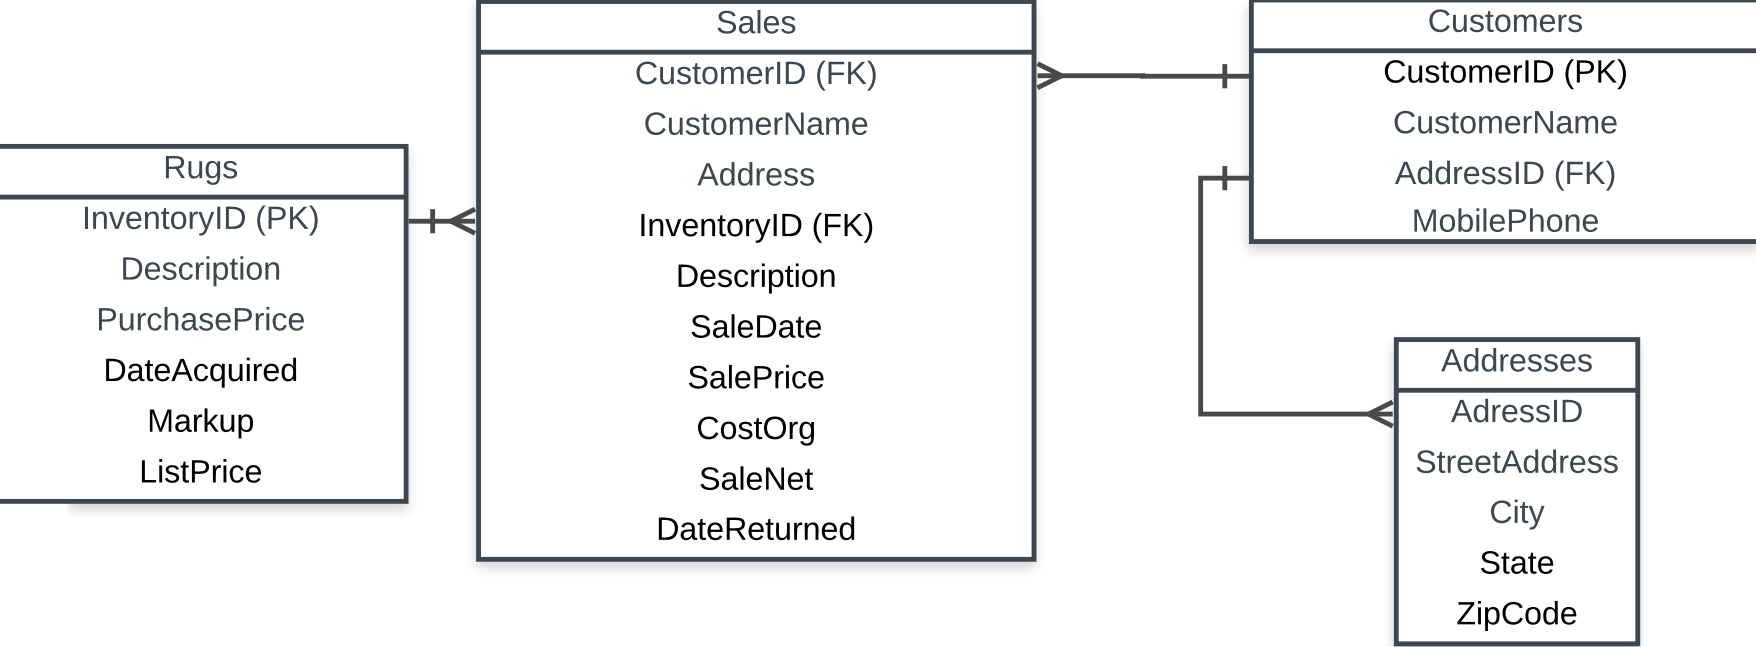 Rugs
InventoryID (PK)
Description
PurchasePrice
DateAcquired
Markup
ListPrice
Sales
CustomerID (FK)
CustomerName
Address
InventoryID (FK)
Description
SaleDate
SalePrice
CostOrg
SaleNet
DateReturned
Customers
CustomerID (PK)
CustomerName
AddressID (FK)
MobilePhone
Addresses
AdressID
StreetAddress
City
State
ZipCode